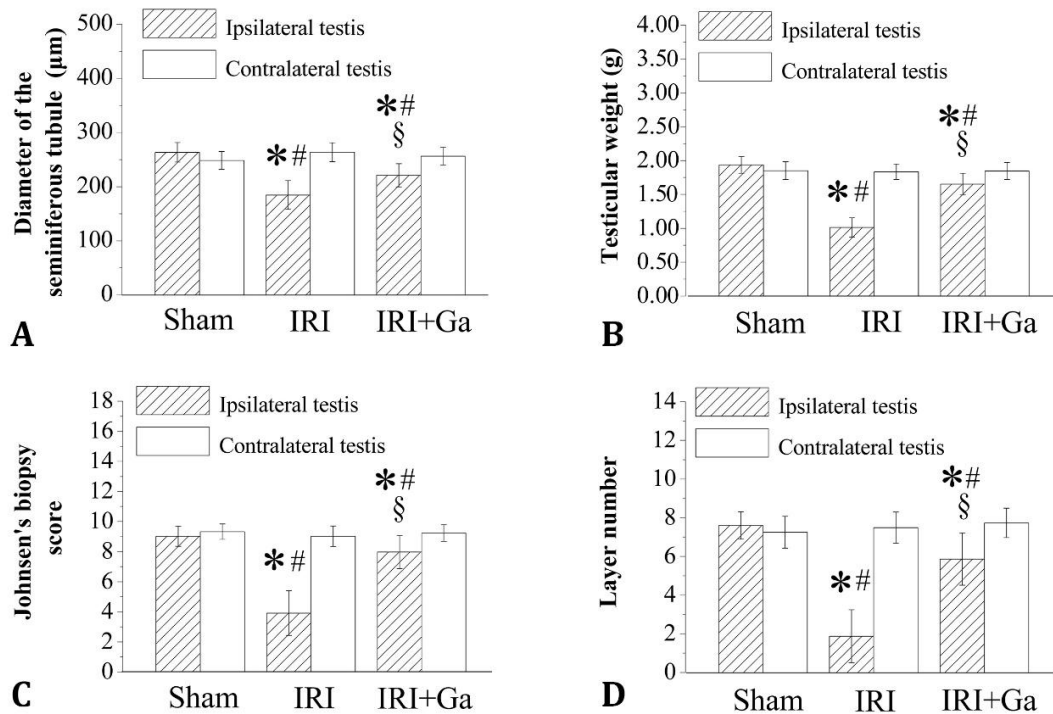 Diameter of the
seminiferous tubule (μm)
500
400
300
200
100
0
Ipsilateral testis
Contralateral testis
*#
*#
§
Sham IRI IRI+Ga
A
Testicular weight (g)
4.00
3.50
3.00
2.50
2.00
1.50
1.00
0.50
0.00
Ipsilateral testis
Contralateral testis
*#
*#
§
Sham IRI IRI+Ga
B
Johnsen's biopsy
score
18
16
14
12
10
8
6
4
2
0
Ipsilateral testis
Contralateral testis
*#
*#
§
Sham IRI IRI+Ga
C
Layer number
14
12
10
8
6
4
2
0
Ipsilateral testis
Contralateral testis
*#
*#
§
Sham IRI IRI+Ga
D